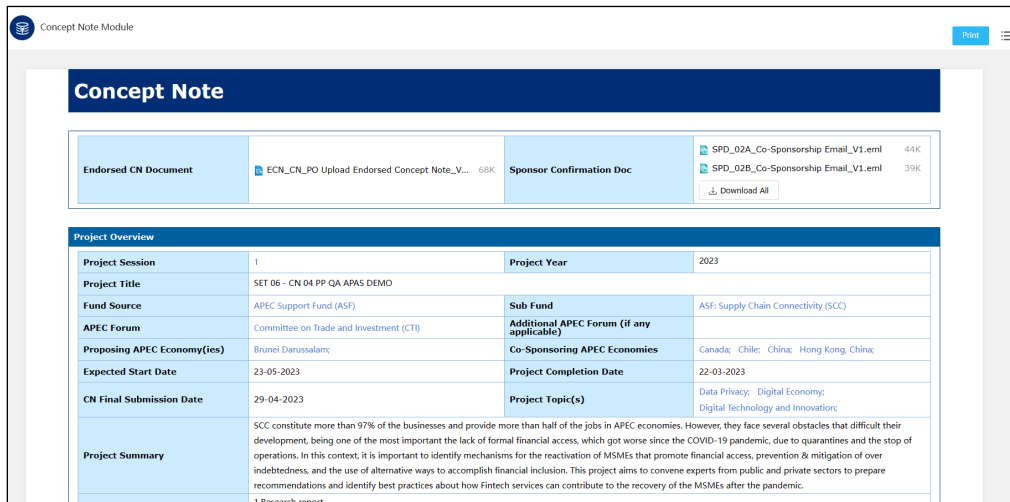 Concept Note Module
Print
Concept Note
Endorsed CN Document
ECN_CN_PO Upload Endorsed Concept Note_V... 68K
Sponsor Confirmation Doc
SPD_02A_Co-Sponsorship Email_V1.eml 44K
SPD_02B_Co-Sponsorship Email_V1.eml 39K
Download All
Project Overview
Project Session
1
Project Year
2023
Project Title
SET 06 - CN 04 PP QA APAS DEMO
Fund Source
APEC Support Fund (ASF)
Sub Fund
ASF: Supply Chain Connectivity (SCC)
APEC Forum
Committee on Trade and Investment (CTI)
Additional APEC Forum (if any
applicable)
Proposing APEC Economy(ies)
Brunei Darussalam;
Co-Sponsoring APEC Economies
Canada; Chile; China; Hong Kong, China;
Expected Start Date
23-05-2023
Project Completion Date
22-03-2023
CN Final Submission Date
29-04-2023
Project Topic(s)
Data Privacy; Digital Economy;
Digital Technology and Innovation;
Project Summary
SCC constitute more than 97% of the businesses and provide more than half of the jobs in APEC economies. However, they face several obstacles that difficult their
development, being one of the most important the lack of formal financial access, which got worse since the COVID-19 pandemic, due to quarantines and the stop of
operations. In this context, it is important to identify mechanisms for the reactivation of MSMEs that promote financial access, prevention & mitigation of over
indebtedness, and the use of alternative ways to accomplish financial inclusion. This project aims to convene experts from public and private sectors to prepare
recommendations and identify best practices about how Fintech services can contribute to the recovery of the MSMEs after the pandemic.
1 Research report